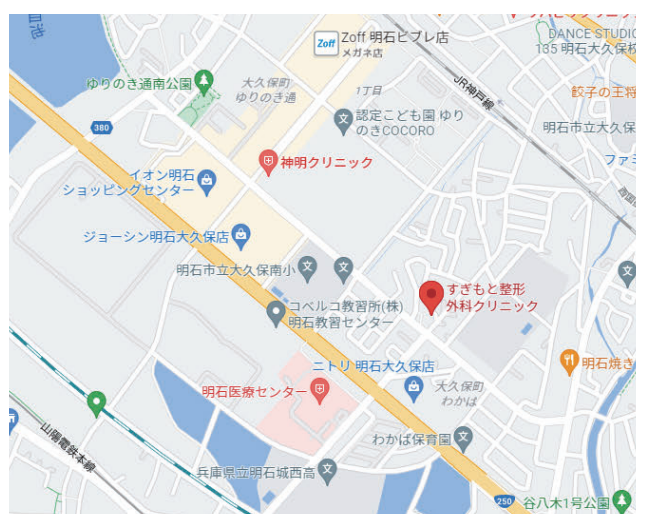 Zoff
Zoff 明石ビブレ店
メガネ店
DANCE STUDIO
135 明石大久保校
ゆりのき通南公園
大久保町
ゆりのき通
1丁目
JR神戸線
餃子の王将
認定こども園 ゆり
のきCOCORO
380
明石市立大久保
神明クリニック
ファミ
イオン明石
ショッピングセンター
ジョーシン明石大久保店
明石市立大久保南小
すぎもと整形
外科クリニック
コベルコ教習所(株)
明石教習センター
ニトリ 明石大久保店
明石焼き
明石医療センター
大久保町
わかば
山陽電鉄本線
わかば保育園
兵庫県立明石城西高
250
谷八木1号公園